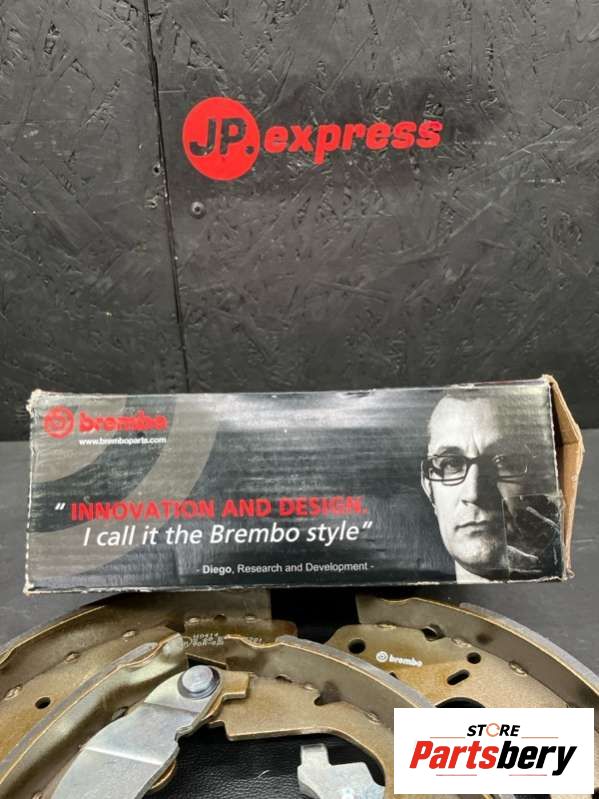 JP.express
brembo
www.bremboparts.com
" INNOVATION AND DESIGN.
I call it the Brembo style"
- Diego, Research and Development -
brembo
STORE
Partsbery